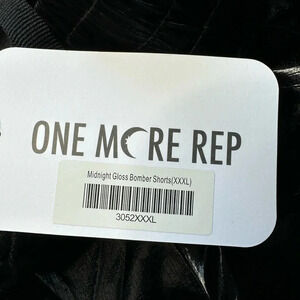 ONE MORE REP
Midnight Gloss Bomber Shorts(XXXL)
3052XXXL